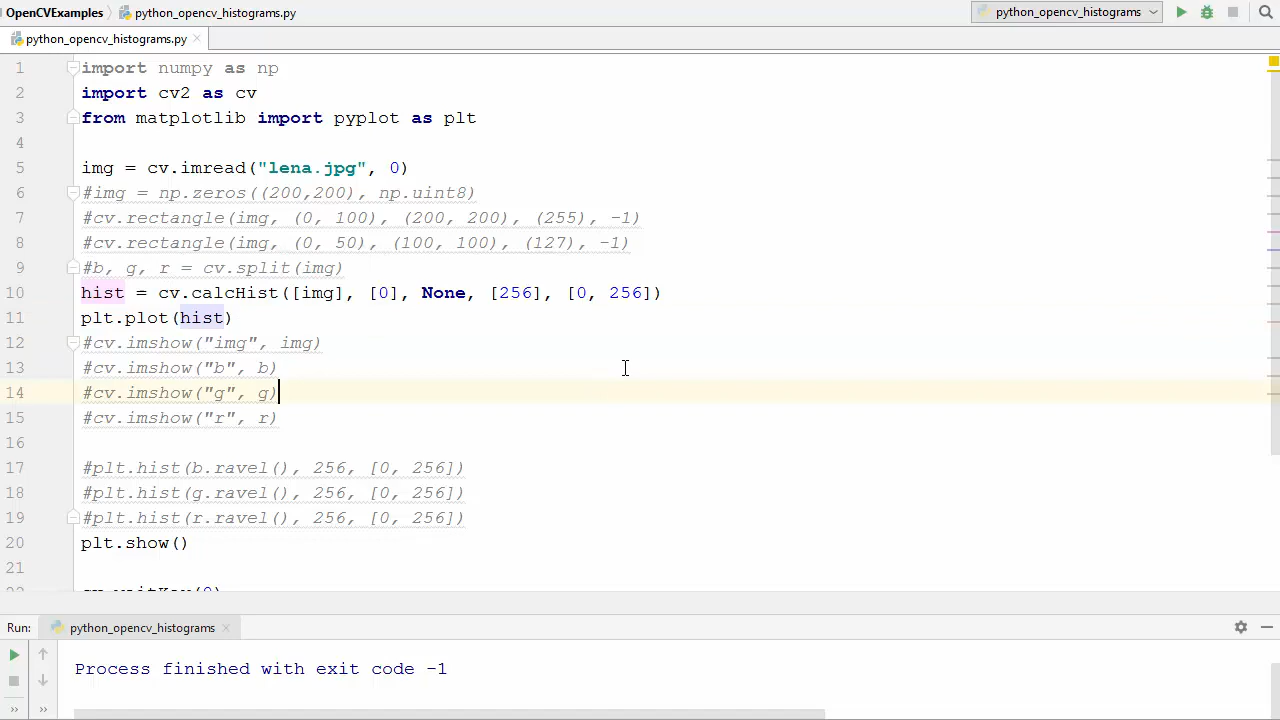 OpenCVExamples python_opencv_histograms.py python_opencv_histograms
python_opencv_histograms.py
1 import numpy as np
2 import cv2 as cv
3 from matplotlib import pyplot as plt
4
5 img = cv.imread("lena.jpg", 0)
6 #img = np.zeros((200,200), np.uint8)
7 #cv.rectangle(img, (0, 100), (200, 200), (255), -1)
8 #cv.rectangle(img, (0, 50), (100, 100), (127), -1)
9 #b, g, r = cv.split(img)
10 hist = cv.calcHist([img], [0], None, [256], [0, 256])
11 plt.plot(hist)
12 #cv.imshow("img", img)
13 #cv.imshow("b", b)
14 #cv.imshow("g", g)
15 #cv.imshow("r", r)
16
17 #plt.hist(b.ravel(), 256, [0, 256])
18 #plt.hist(g.ravel(), 256, [0, 256])
19 #plt.hist(r.ravel(), 256, [0, 256])
20 plt.show()
21
Run: python_opencv_histograms
Process finished with exit code -1